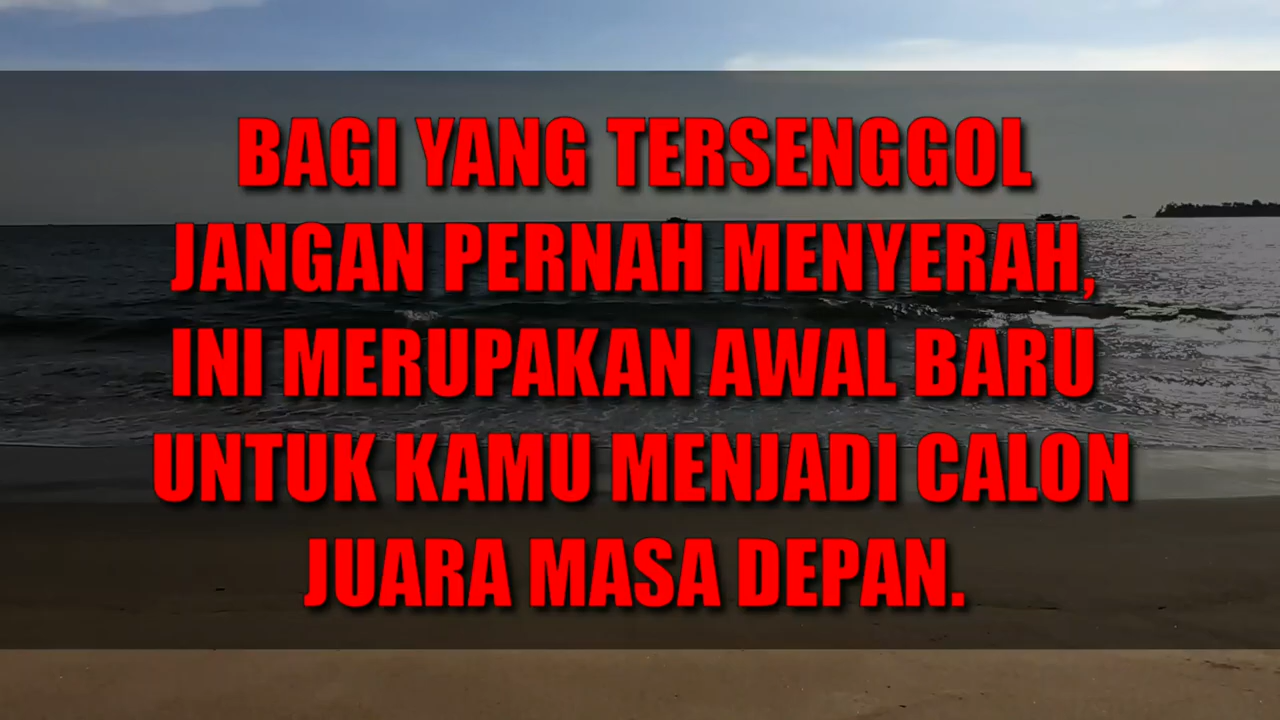 BAGI YANG TERSENGGOL
JANGAN PERNAH MENYERAH,
INI MERUPAKAN AWAL BARU
UNTUK KAMU MENJADI CALON
JUARA MASA DEPAN.